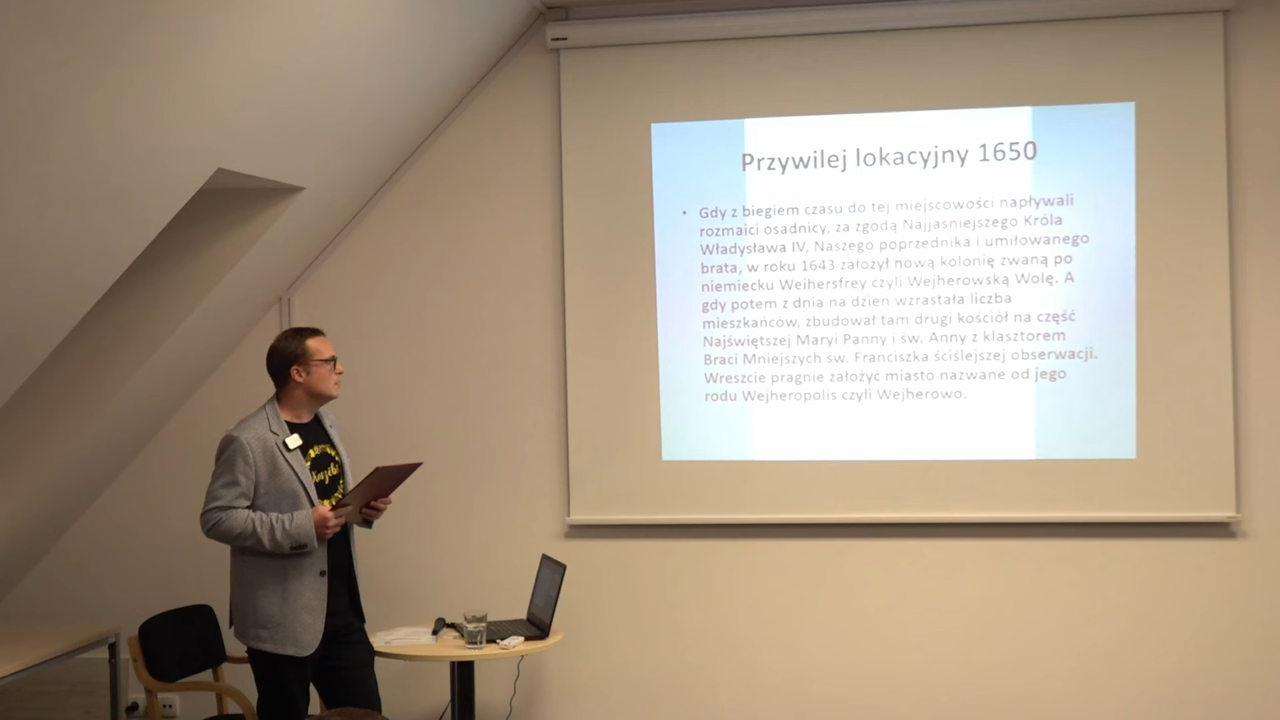 Przywilej lokacyjny 1650
• Gdy z biegiem czasu do tej miejscowości napływali
rozmaici osadnicy, za zgodą Najjaśniejszego Króla
Władysława IV, Naszego poprzednika i umiłowanego
brata, w roku 1643 założył nową kolonię zwaną po
niemiecku Weihersfrey czyli Wejherowską Wolę. A
gdy potem z dnia na dzień wzrastała liczba
mieszkańców, zbudował tam drugi kościół na część
Najświętszej Maryi Panny i św. Anny z klasztorem
Braci Mniejszych św. Franciszka ściślejszej obserwacji.
Wreszcie pragnie założyć miasto nazwane od jego
rodu Wejheropolis czyli Wejherowo.